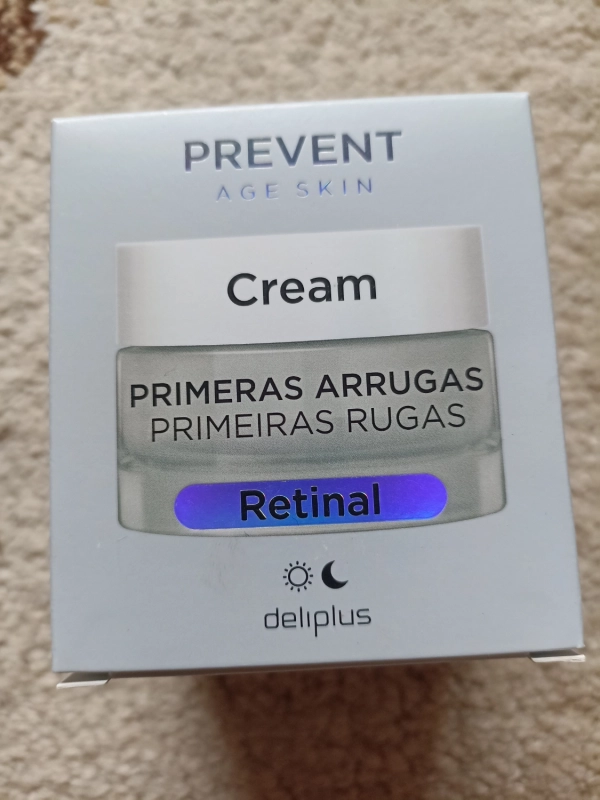 PREVENT
AGE SKIN
Cream
PRIMERAS ARRUGAS
PRIMEIRAS RUGAS
Retinal
deliplus